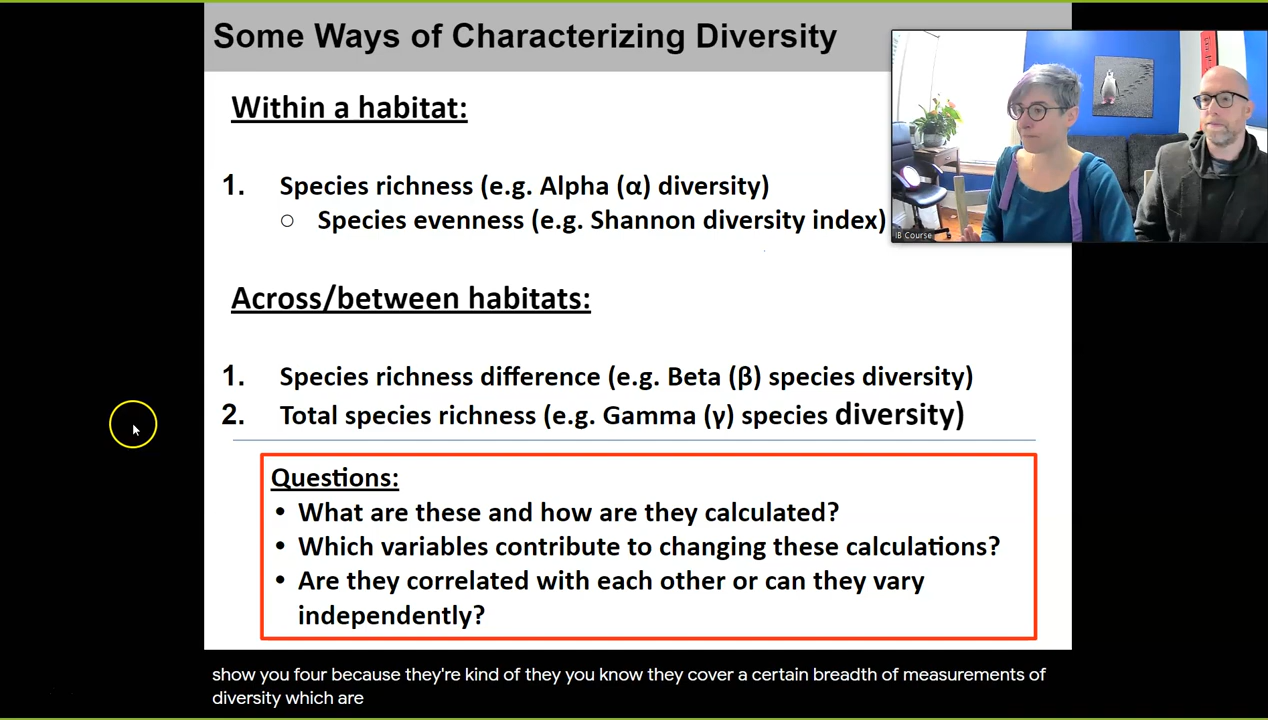 Some Ways of Characterizing Diversity
Within a habitat:
1. Species richness (e.g. Alpha (α) diversity)
○ Species evenness (e.g. Shannon diversity index)
IB Course
Across/between habitats:
1. Species richness difference (e.g. Beta (β) species diversity)
2. Total species richness (e.g. Gamma (γ) species diversity)
Questions:
• What are these and how are they calculated?
• Which variables contribute to changing these calculations?
• Are they correlated with each other or can they vary
independently?
show you four because they're kind of they you know they cover a certain breadth of measurements of
diversity which are